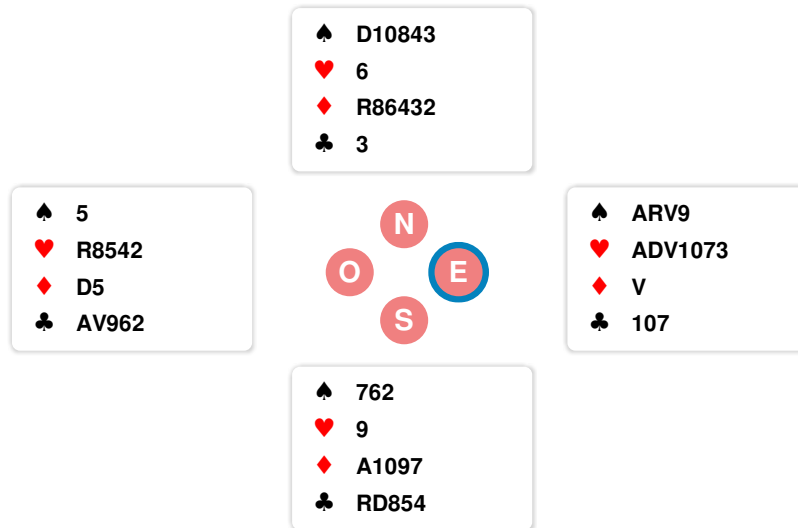 ♠ D10843
♥ 6
♦ R86432
♣ 3
♠ 5
♥ R8542
♦ D5
♣ AV962
N
O
E
S
♠ ARV9
♥ ADV1073
♦ V
♣ 107
♠ 762
♥ 9
♦ A1097
♣ RD854